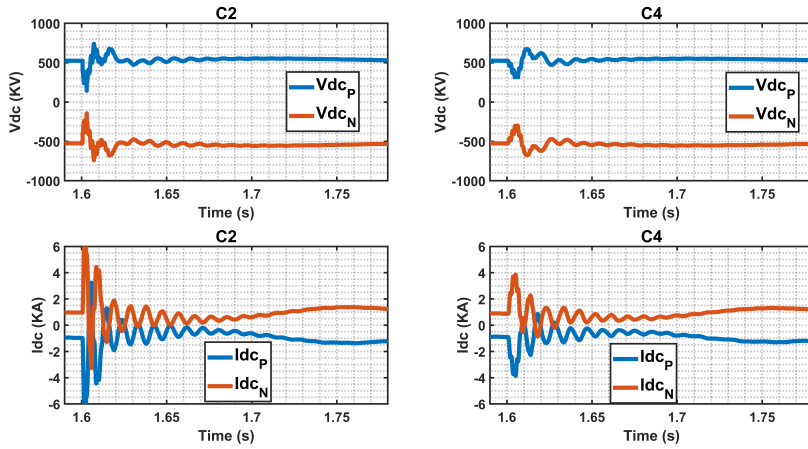 C2
1000
500
0
-500
-1000
Vdc (KV)
Vdc_P
Vdc_N
1.6
1.65
1.7
1.75
Time (s)
C4
1000
500
0
-500
-1000
Vdc (KV)
Vdc_P
Vdc_N
1.6
1.65
1.7
1.75
Time (s)
C2
6
4
2
0
-2
-4
-6
Idc (KA)
Idc_P
Idc_N
1.6
1.65
1.7
1.75
Time (s)
C4
6
4
2
0
-2
-4
-6
Idc (KA)
Idc_P
Idc_N
1.6
1.65
1.7
1.75
Time (s)